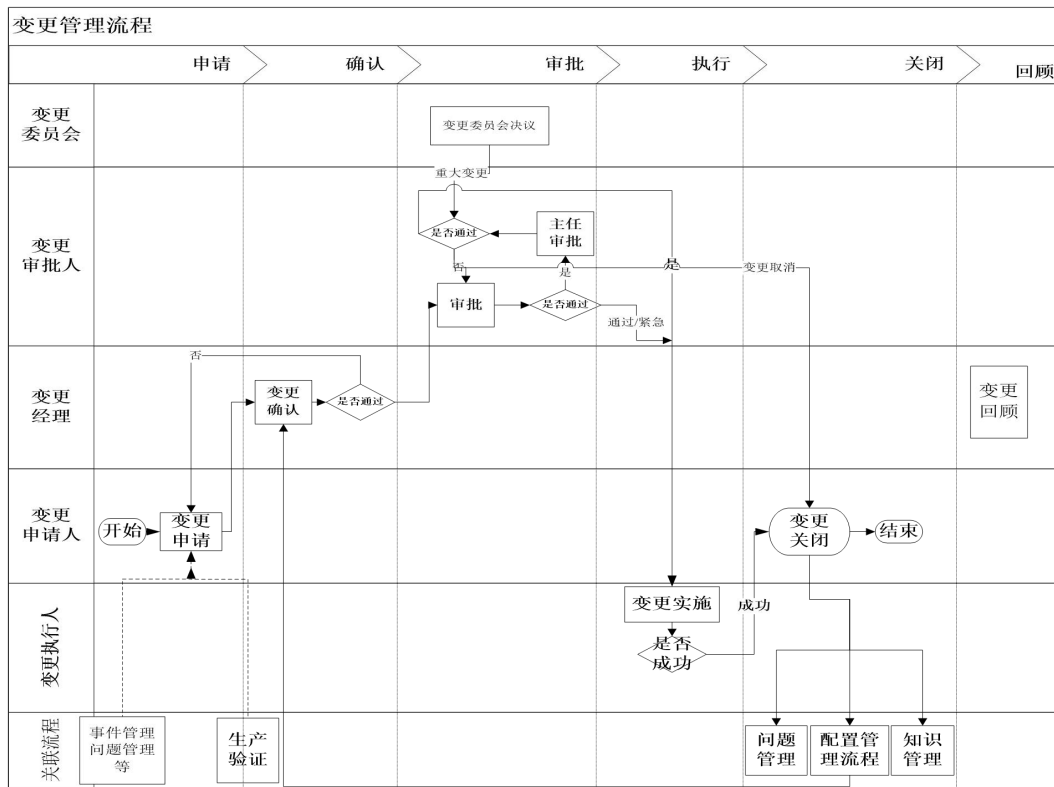 变更管理流程
申请
确认
审批
执行
关闭
回顾
变更
委员会
变更委员会决议
重大变更
变更
审批人
是否通过
主任
审批
否
是
是
变更取消
审批
是否通过
通过/紧急
变更
经理
否
变更
确认
是否通过
变更
回顾
变更
申请人
开始
变更
申请
变更
关闭
结束
变更执行人
变更实施
成功
是否
成功
关联流程
事件管理
问题管理
等
生产
验证
问题
管理
配置管
理流程
知识
管理